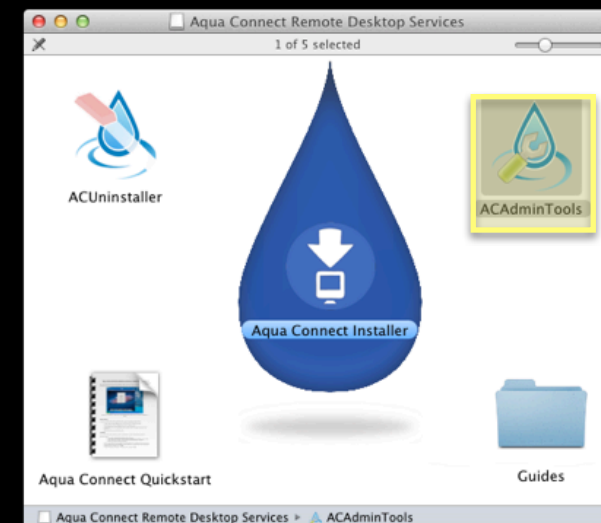 Aqua Connect Remote Desktop Services
1 of 5 selected
ACUninstaller
ACAdminTools
Aqua Connect Installer
Aqua Connect Quickstart
Guides
Aqua Connect Remote Desktop Services ▸ ACAdminTools